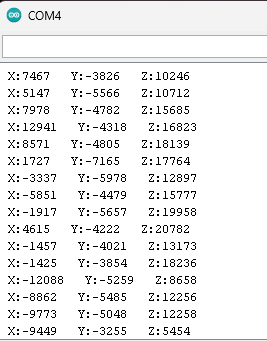 COM4
X:7467 Y:-3826 Z:10246
X:5147 Y:-5566 Z:10712
X:7978 Y:-4782 Z:15685
X:12941 Y:-4318 Z:16823
X:8571 Y:-4805 Z:18139
X:1727 Y:-7165 Z:17764
X:-3337 Y:-5978 Z:12897
X:-5851 Y:-4479 Z:15777
X:-1917 Y:-5657 Z:19958
X:4615 Y:-4222 Z:20782
X:-1457 Y:-4021 Z:13173
X:-1425 Y:-3854 Z:18236
X:-12088 Y:-5259 Z:8658
X:-8862 Y:-5485 Z:12256
X:-9773 Y:-5048 Z:12258
X:-9449 Y:-3255 Z:5454